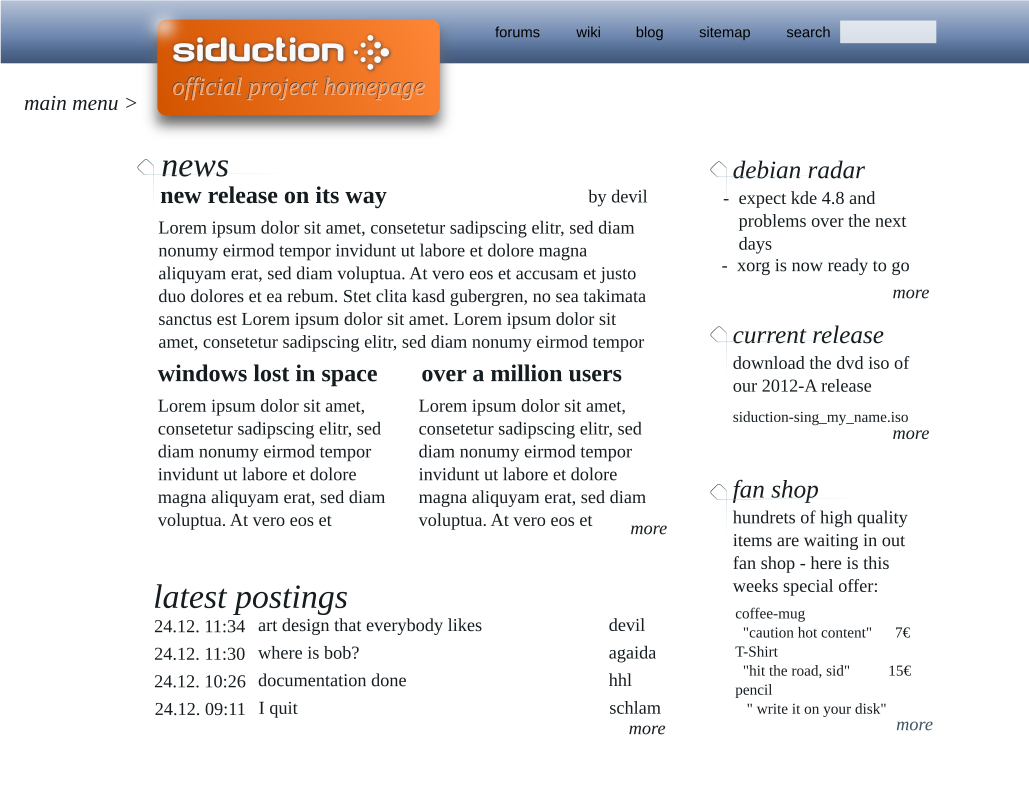 forums wiki blog sitemap search
siduction
official project homepage
main menu >
news
new release on its way by devil
Lorem ipsum dolor sit amet, consetetur sadipscing elitr, sed diam
nonumy eirmod tempor invidunt ut labore et dolore magna
aliquyam erat, sed diam voluptua. At vero eos et accusam et justo
duo dolores et ea rebum. Stet clita kasd gubergren, no sea takimata
sanctus est Lorem ipsum dolor sit amet. Lorem ipsum dolor sit
amet, consetetur sadipscing elitr, sed diam nonumy eirmod tempor
windows lost in space
Lorem ipsum dolor sit amet,
consetetur sadipscing elitr, sed
diam nonumy eirmod tempor
invidunt ut labore et dolore
magna aliquyam erat, sed diam
voluptua. At vero eos et
over a million users
Lorem ipsum dolor sit amet,
consetetur sadipscing elitr, sed
diam nonumy eirmod tempor
invidunt ut labore et dolore
magna aliquyam erat, sed diam
voluptua. At vero eos et
more
latest postings
24.12. 11:34 art design that everybody likes devil
24.12. 11:30 where is bob? agaida
24.12. 10:26 documentation done hhl
24.12. 09:11 I quit schlam
more
debian radar
- expect kde 4.8 and
problems over the next
days
- xorg is now ready to go
more
current release
download the dvd iso of
our 2012-A release
siduction-sing_my_name.iso
more
fan shop
hundrets of high quality
items are waiting in out
fan shop - here is this
weeks special offer:
coffee-mug
"caution hot content" 7€
T-Shirt
"hit the road, sid" 15€
pencil
" write it on your disk"
more